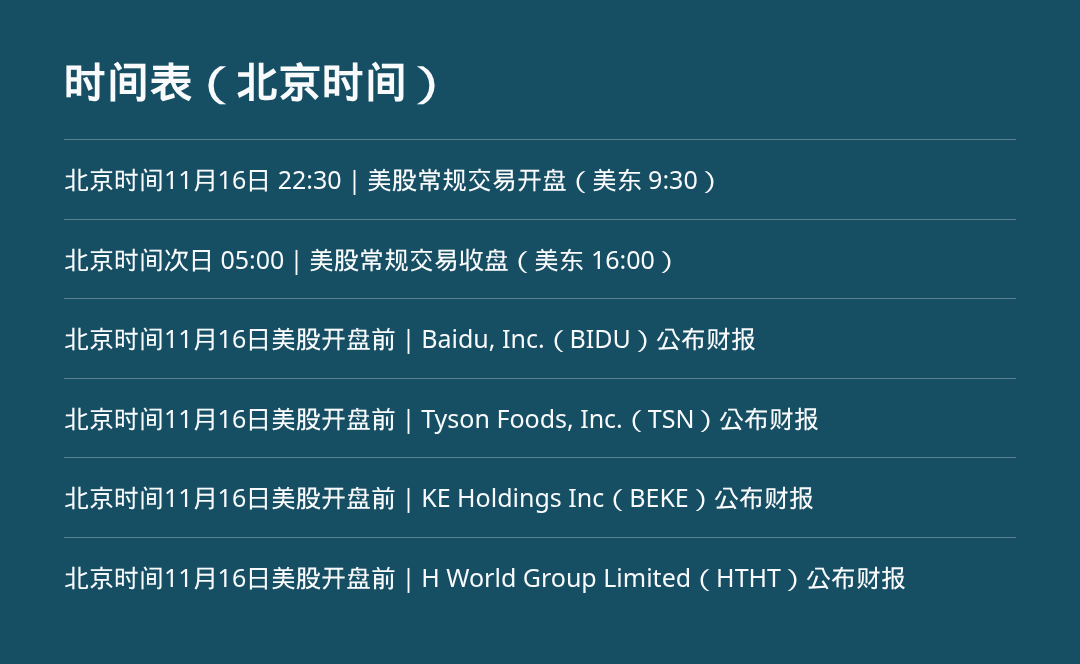 时间表（北京时间）
北京时间11月16日 22:30 | 美股常规交易开盘（美东 9:30）
北京时间次日 05:00 | 美股常规交易收盘（美东 16:00）
北京时间11月16日美股开盘前 | Baidu, Inc.（BIDU）公布财报
北京时间11月16日美股开盘前 | Tyson Foods, Inc.（TSN）公布财报
北京时间11月16日美股开盘前 | KE Holdings Inc（BEKE）公布财报
北京时间11月16日美股开盘前 | H World Group Limited（HTHT）公布财报